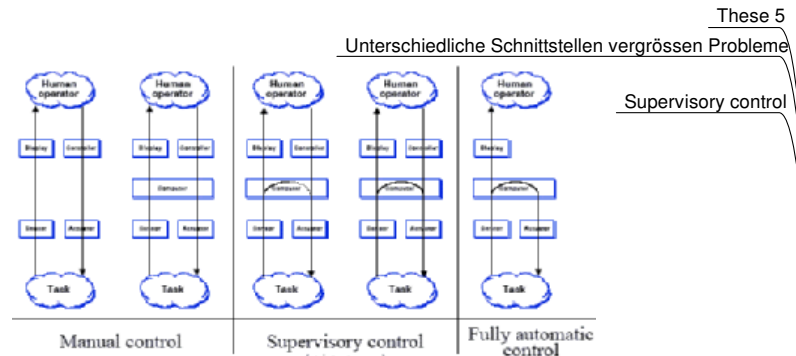 These 5
Unterschiedliche Schnittstellen vergrössen Probleme
Supervisory control
Human operator Human operator Human operator Human operator Human operator
Display Controller Display Controller Display Controller Display Controller Display
Computer Computer Computer Computer
Sensor Actuator Sensor Actuator Sensor Actuator Sensor Actuator Sensor Actuator
Task Task Task Task Task
Manual control Supervisory control Fully automatic
control